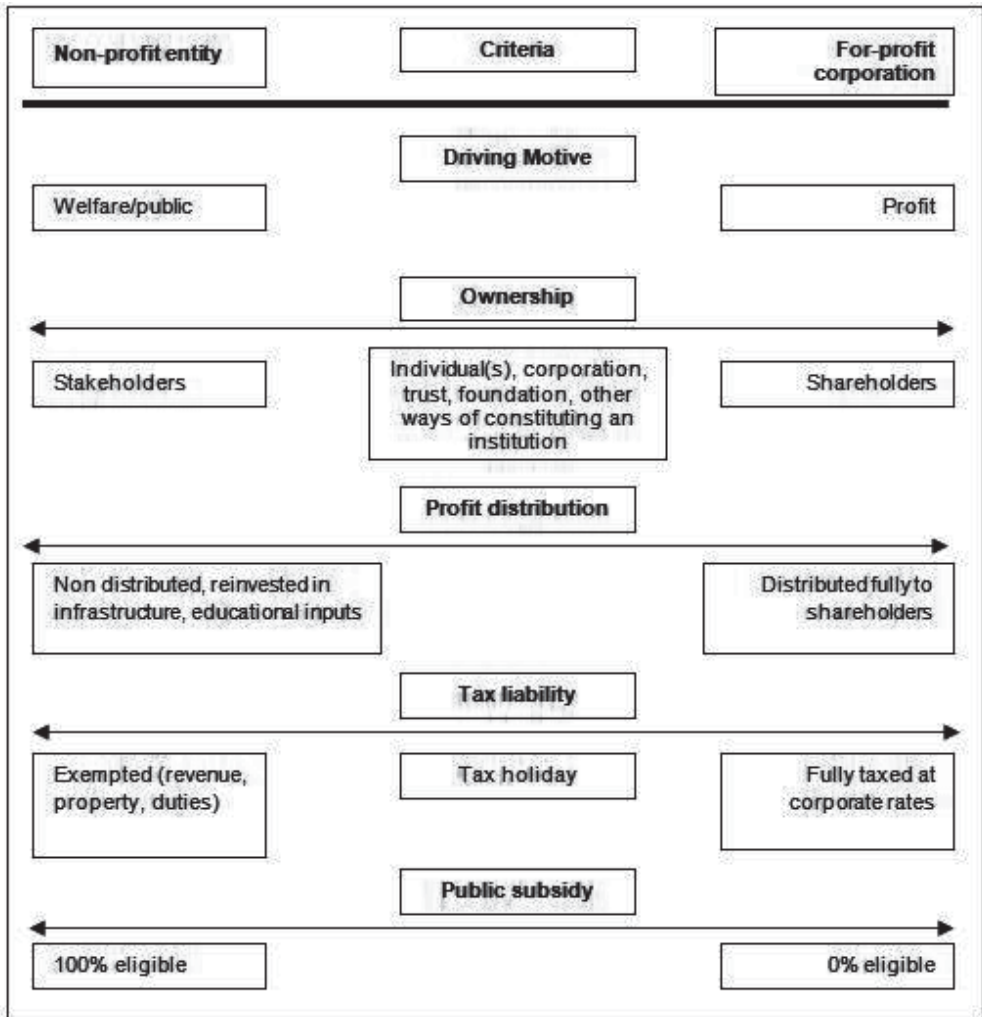 Non-profit entity
Criteria
For-profit
corporation
Driving Motive
Welfare/public
Profit
Ownership
Stakeholders
Individual(s), corporation,
trust, foundation, other
ways of constituting an
institution
Shareholders
Profit distribution
Non distributed, reinvested in
infrastructure, educational inputs
Distributed fully to
shareholders
Tax liability
Exempted (revenue,
property, duties)
Tax holiday
Fully taxed at
corporate rates
Public subsidy
100% eligible
0% eligible